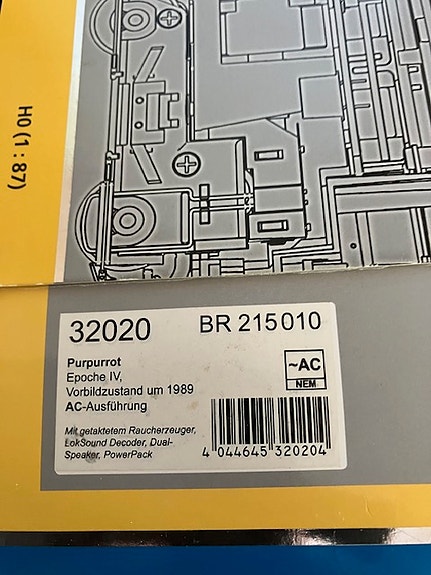 H0 (1:87)
32020 BR 215010
Purpurrot
Epoche IV,
Vorbildzustand um 1989
AC-Ausführung
~AC
NEM
Mit getaktetem Raucherzeuger,
LokSound Decoder, Dual-
Speaker, PowerPack
4 044645 320204